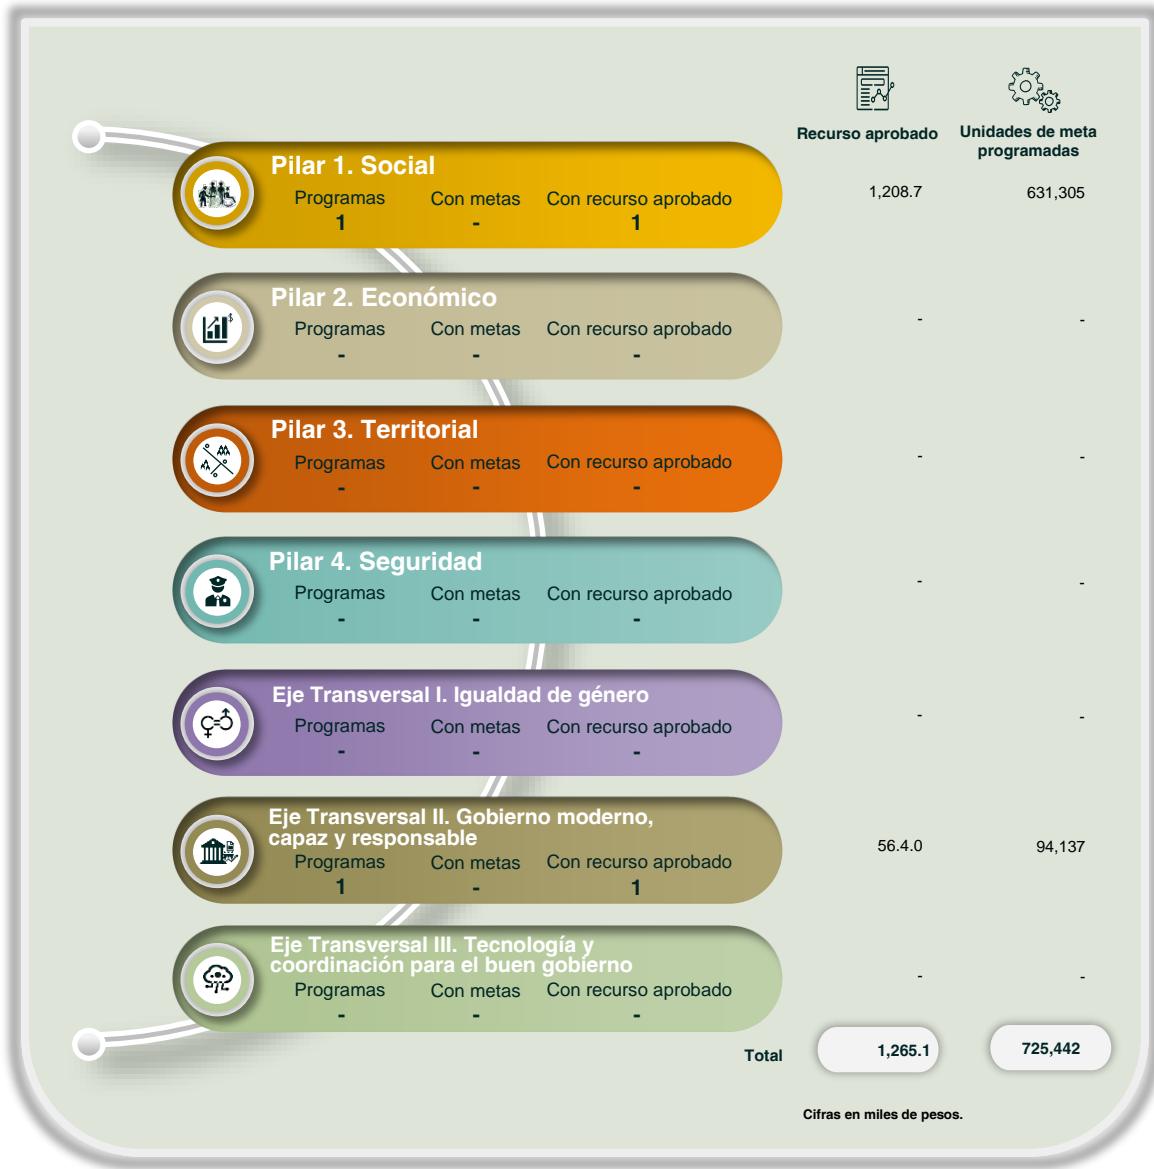 Recurso aprobado
Unidades de meta
programadas
Pilar 1. Social
Programas Con metas Con recurso aprobado
1 - 1
1,208.7 631,305
Pilar 2. Económico
Programas Con metas Con recurso aprobado
- - -
- -
Pilar 3. Territorial
Programas Con metas Con recurso aprobado
- - -
- -
Pilar 4. Seguridad
Programas Con metas Con recurso aprobado
- - -
- -
Eje Transversal I. Igualdad de género
Programas Con metas Con recurso aprobado
- - -
- -
Eje Transversal II. Gobierno moderno,
capaz y responsable
Programas Con metas Con recurso aprobado
1 - 1
56.4.0 94,137
Eje Transversal III. Tecnología y
coordinación para el buen gobierno
Programas Con metas Con recurso aprobado
- - -
- -
Total 1,265.1 725,442
Cifras en miles de pesos.